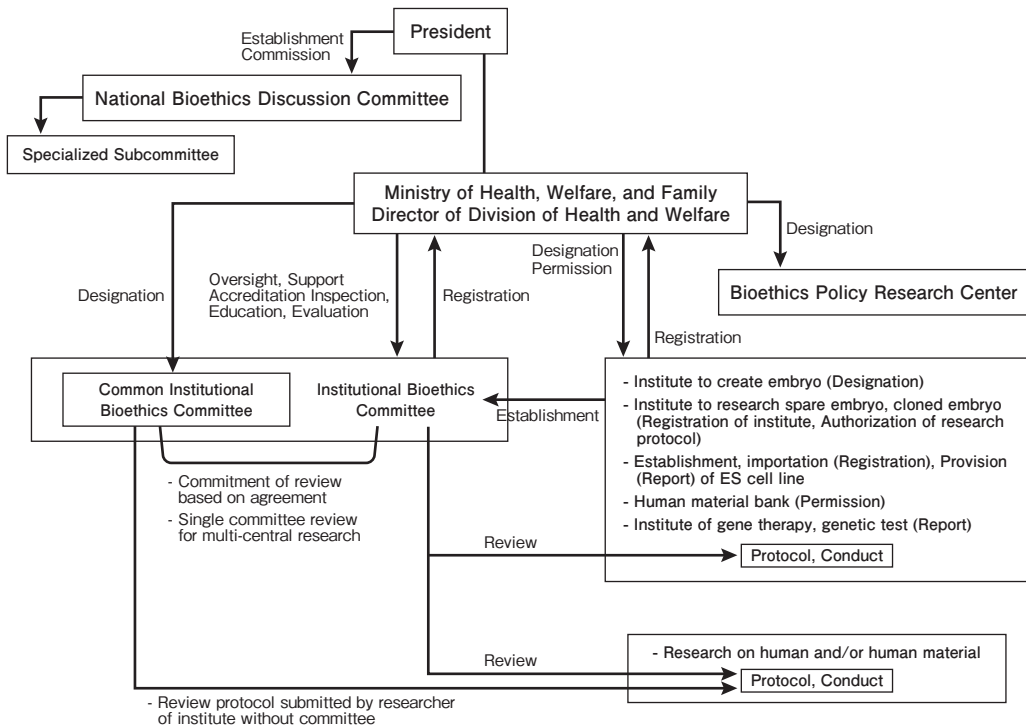 President
Establishment
Commission
National Bioethics Discussion Committee
Specialized Subcommittee
Ministry of Health, Welfare, and Family
Director of Division of Health and Welfare
Designation
Oversight, Support
Accreditation Inspection,
Education, Evaluation
Registration
Designation
Permission
Designation
Bioethics Policy Research Center
Registration
Common Institutional
Bioethics Committee
Institutional Bioethics
Committee
Establishment
- Institute to create embryo (Designation)
- Institute to research spare embryo, cloned embryo
(Registration of institute, Authorization of research
protocol)
- Establishment, importation (Registration), Provision
(Report) of ES cell line
- Human material bank (Permission)
- Institute of gene therapy, genetic test (Report)
Protocol, Conduct
- Commitment of review
based on agreement
- Single committee review
for multi-central research
Review
Review
- Research on human and/or human material
Protocol, Conduct
- Review protocol submitted by researcher
of institute without committee